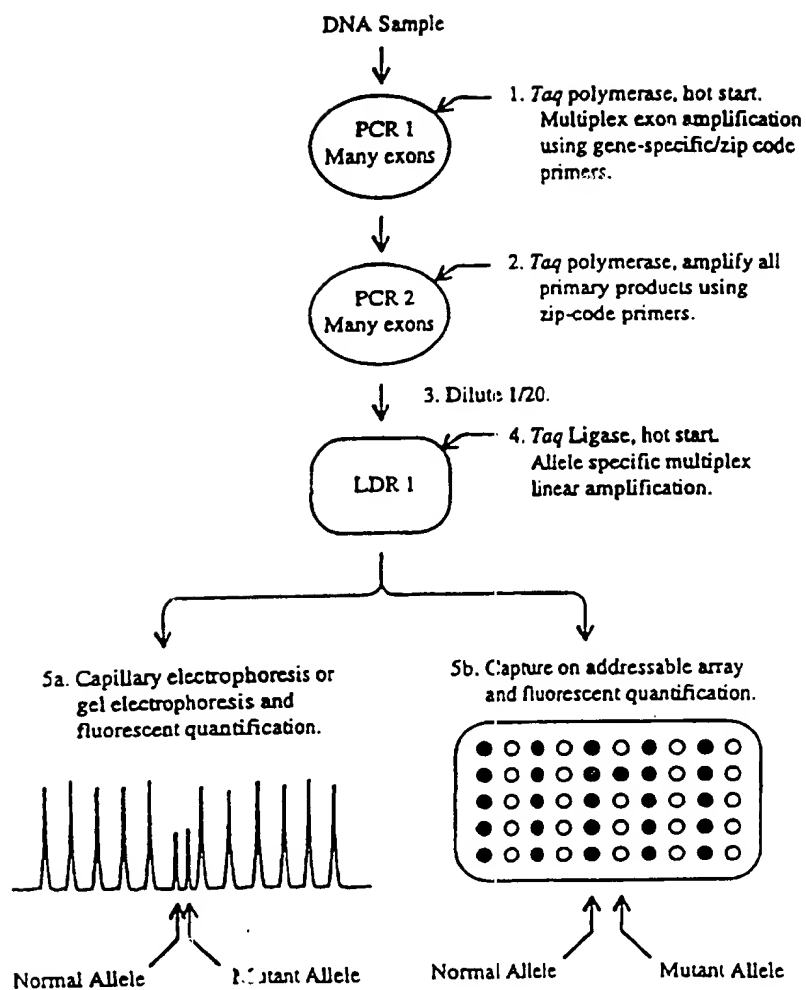 DNA Sample
PCR 1
Many exons
1. Taq polymerase, hot start.
Multiplex exon amplification
using gene-specific/zip code
primers.
PCR 2
Many exons
2. Taq polymerase, amplify all
primary products using
zip-code primers.
3. Dilute 1/20.
LDR 1
4. Taq Ligase, hot start.
Allele specific multiplex
linear amplification.
5a. Capillary electrophoresis or
gel electrophoresis and
fluorescent quantification.
5b. Capture on addressable array
and fluorescent quantification.
Normal Allele
Mutant Allele
Normal Allele
Mutant Allele